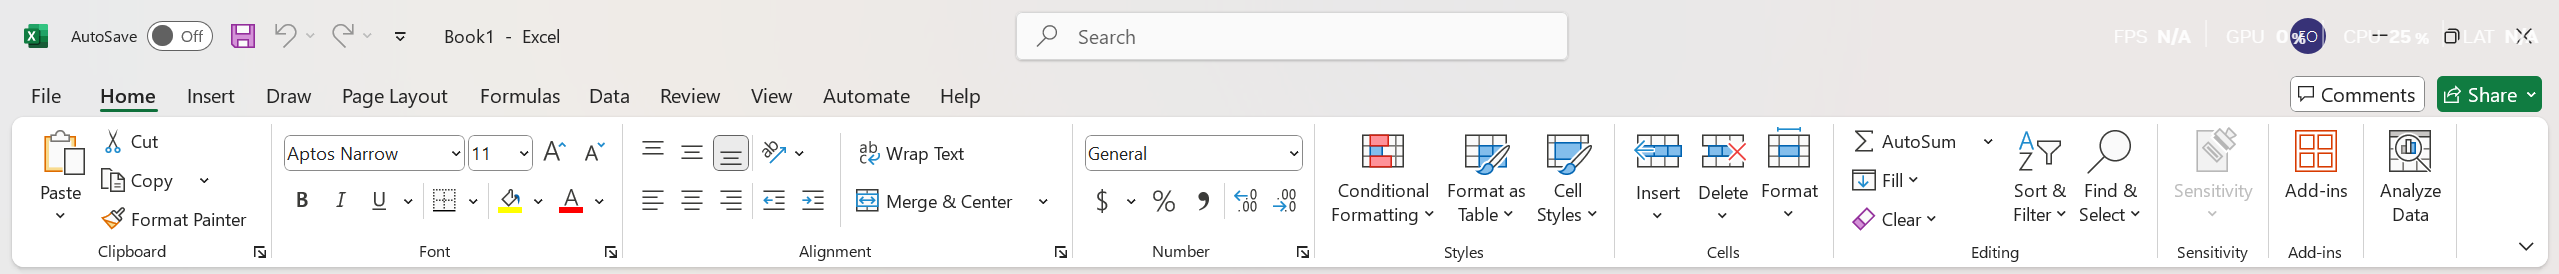 AutoSave Off Book1 - Excel Search FPS N/A GPU 0 % CPU 25 % LAT N/A
File Home Insert Draw Page Layout Formulas Data Review View Automate Help Comments Share
Paste
Cut
Copy
Format Painter
Clipboard
Aptos Narrow 11
B I U A
Font
Wrap Text
Merge & Center
Alignment
General
$ % , .00 .00
Number
Conditional
Formatting
Format as
Table
Cell
Styles
Styles
Insert
Delete
Format
Cells
AutoSum
Fill
Clear
Sort &
Filter
Find &
Select
Editing
Sensitivity
Sensitivity
Add-ins
Add-ins
Analyze
Data